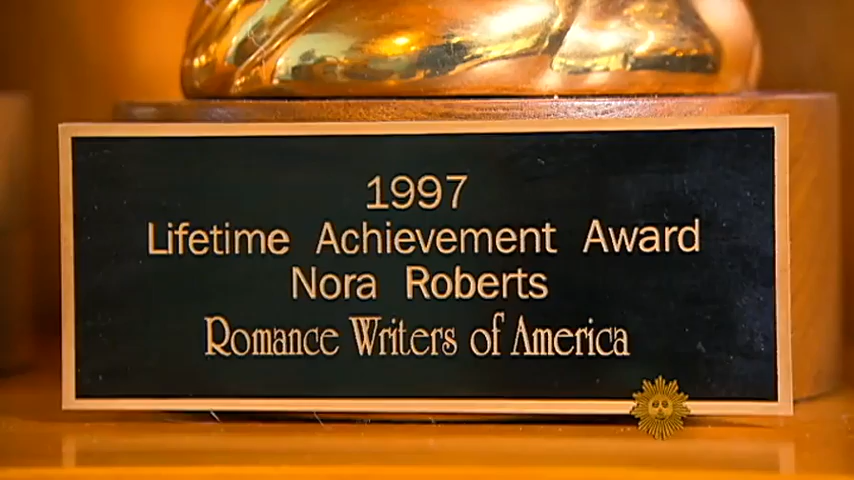 1997
Lifetime Achievement Award
Nora Roberts
Romance Writers of America